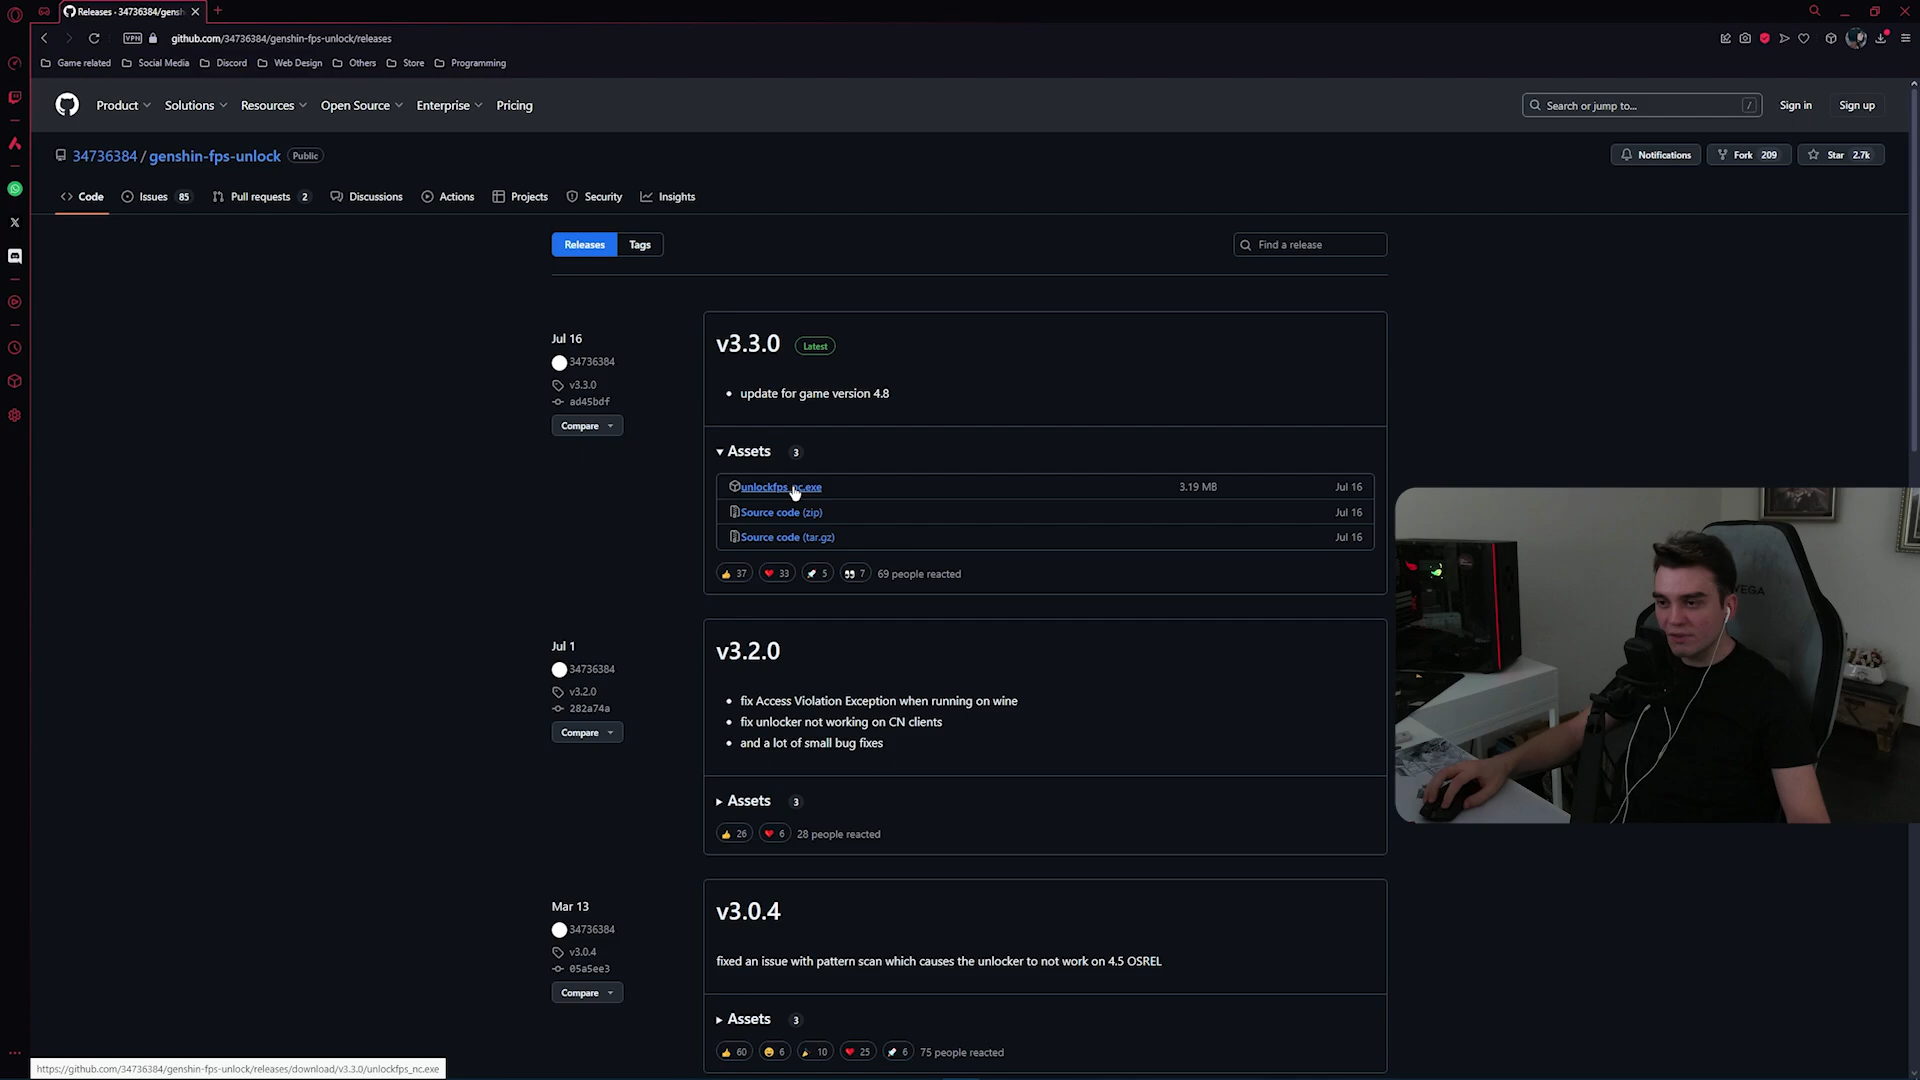 Releases · 34736384/gensh
VPN
github.com/34736384/genshin-fps-unlock/releases
Game related
Social Media
Discord
Web Design
Others
Store
Programming
Product
Solutions
Resources
Open Source
Enterprise
Pricing
Search or jump to...
/
Sign in
Sign up
34736384 / genshin-fps-unlock
Public
Notifications
Fork 209
Star 2.7k
Code
Issues 85
Pull requests 2
Discussions
Actions
Projects
Security
Insights
Releases
Tags
Find a release
Jul 16
34736384
v3.3.0
ad45bdf
Compare
v3.3.0
Latest
update for game version 4.8
Assets 3
unlockfps_nc.exe
3.19 MB
Jul 16
Source code (zip)
Jul 16
Source code (tar.gz)
Jul 16
37
33
5
7
69 people reacted
Jul 1
34736384
v3.2.0
282a74a
Compare
v3.2.0
fix Access Violation Exception when running on wine
fix unlocker not working on CN clients
and a lot of small bug fixes
Assets 3
26
6
28 people reacted
Mar 13
34736384
v3.0.4
05a5ee3
Compare
v3.0.4
fixed an issue with pattern scan which causes the unlocker to not work on 4.5 OSREL
Assets 3
60
6
10
25
6
75 people reacted
https://github.com/34736384/genshin-fps-unlock/releases/download/v3.3.0/unlockfps_nc.exe
VEGA